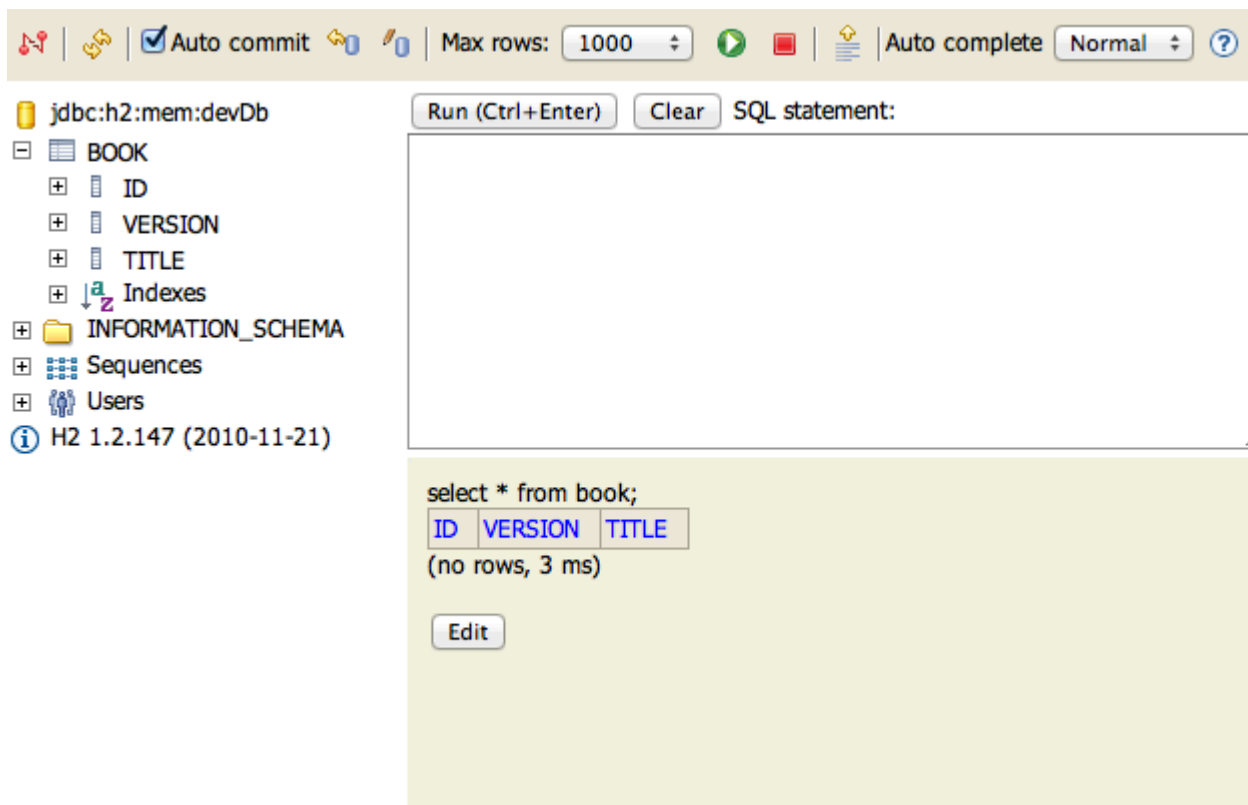 Auto commit Max rows: 1000 Auto complete Normal ?
jdbc:h2:mem:devDb
BOOK
ID
VERSION
TITLE
Indexes
INFORMATION_SCHEMA
Sequences
Users
H2 1.2.147 (2010-11-21)
Run (Ctrl+Enter) Clear SQL statement:
select * from book;
ID VERSION TITLE
(no rows, 3 ms)
Edit